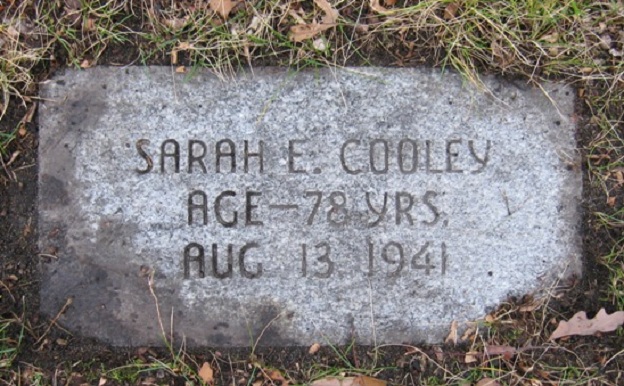 SARAH E. COOLEY
AGE-78 YRS.
AUG 13 1941